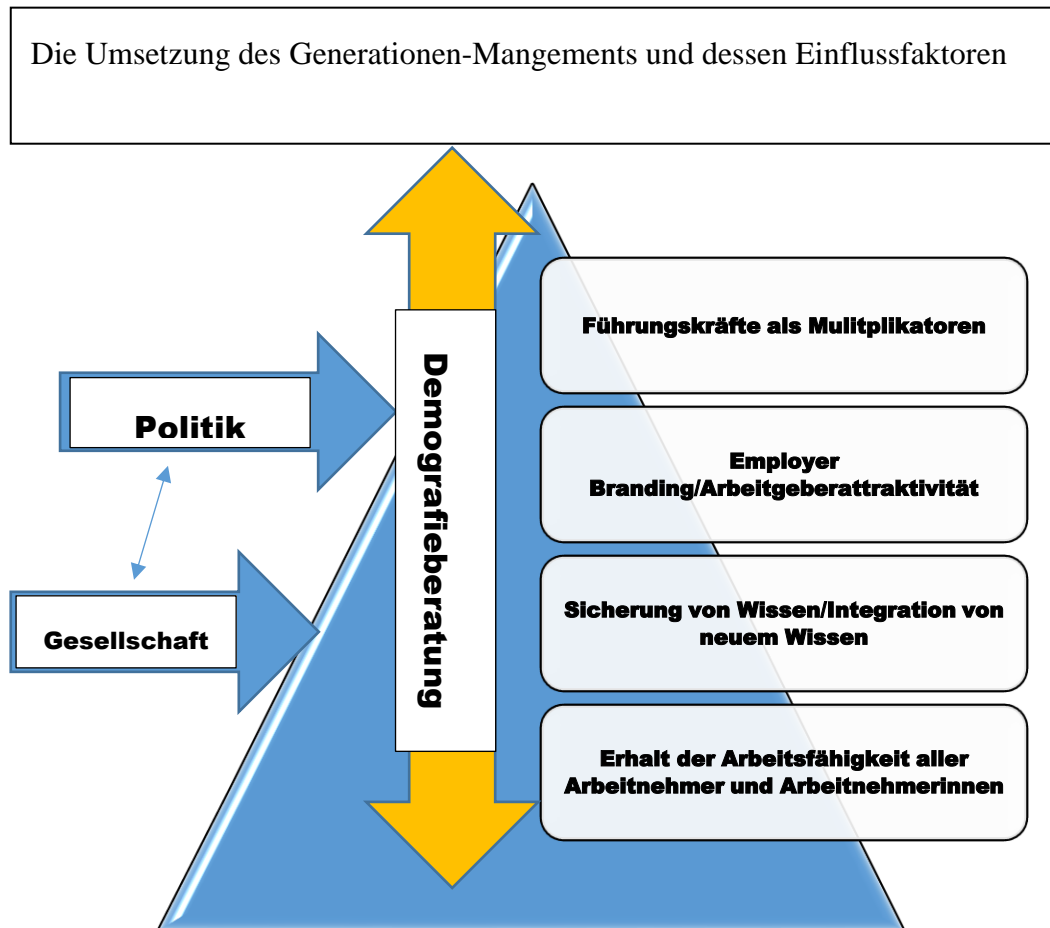 Die Umsetzung des Generationen-Mangements und dessen Einflussfaktoren
Führungskräfte als Mulitplikatoren
Politik
Demografieberatung
Employer
Branding/Arbeitgeberattraktivität
Gesellschaft
Sicherung von Wissen/Integration von
neuem Wissen
Erhalt der Arbeitsfähigkeit aller
Arbeitnehmer und Arbeitnehmerinnen